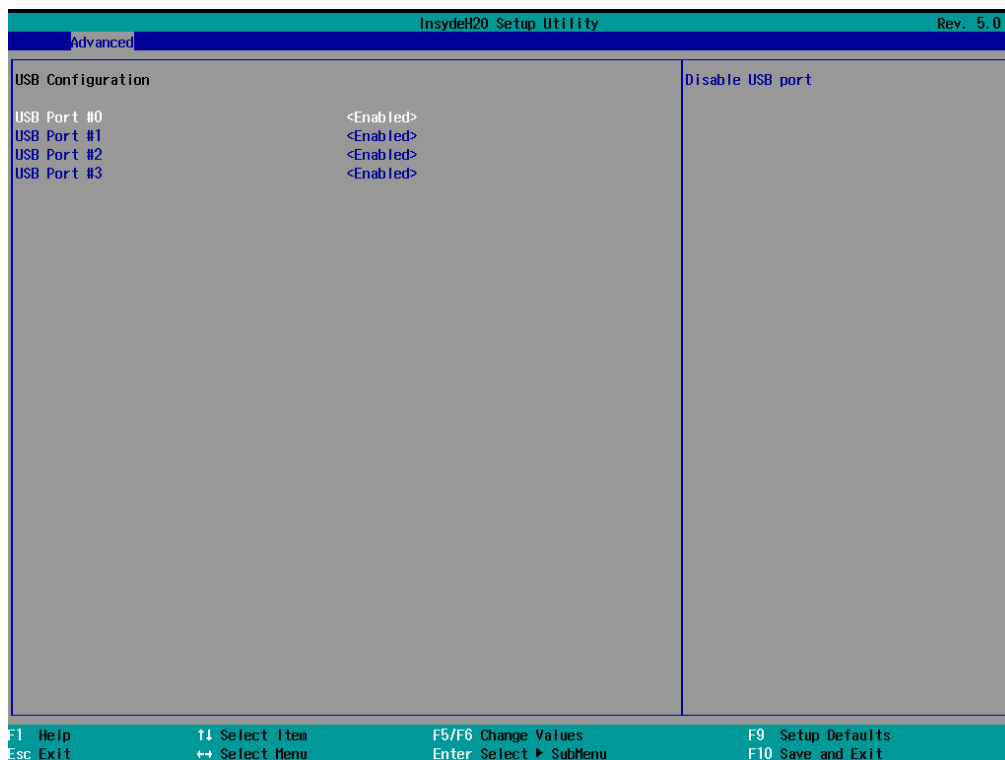 InsydeH20 Setup Utility Rev. 5.0
Advanced
USB Configuration
Disable USB port
USB Port #0 <Enabled>
USB Port #1 <Enabled>
USB Port #2 <Enabled>
USB Port #3 <Enabled>
F1 Help ↑↓ Select Item F5/F6 Change Values F9 Setup Defaults
Esc Exit ←→ Select Menu Enter Select ▶ SubMenu F10 Save and Exit